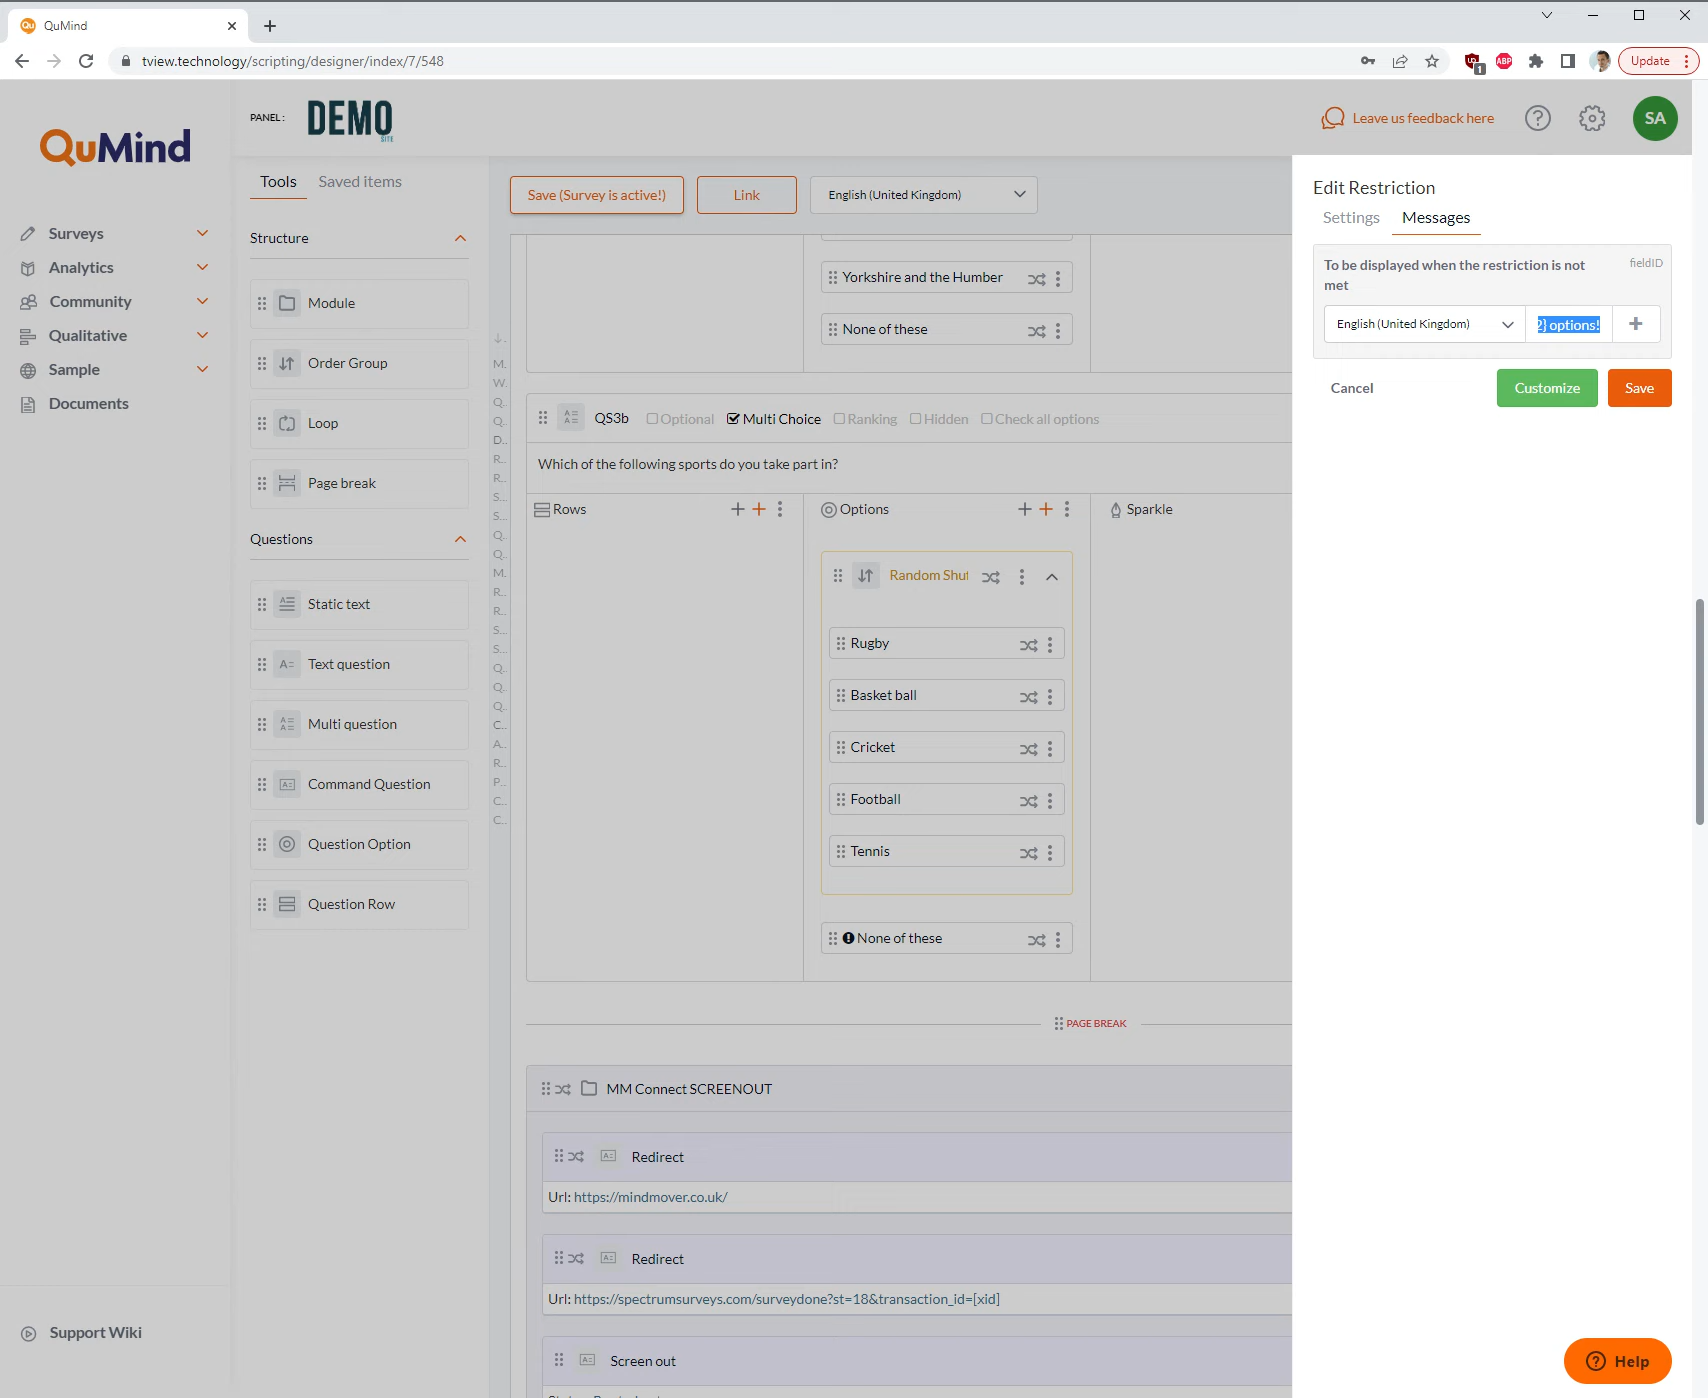 QuMind
tview.technology/scripting/designer/index/7/548
1
ABP
Update
QuMind
PANEL :
DEMO
SITE
Leave us feedback here
SA
Surveys
Analytics
Community
Qualitative
Sample
Documents
Support Wiki
Tools
Saved items
Structure
Module
Order Group
Loop
Page break
Questions
Static text
Text question
Multi question
Command Question
Question Option
Question Row
Save (Survey is active!)
Link
English (United Kingdom)
M..
W..
Q..
Q..
D..
R..
R..
S..
S..
Q..
Q..
M..
R..
R..
S..
S..
Q..
Q..
Q..
C..
A..
R..
P..
C..
C..
Yorkshire and the Humber
None of these
QS3b
Optional
Multi Choice
Ranking
Hidden
Check all options
Which of the following sports do you take part in?
Rows
Options
Sparkle
Random Shuf
Rugby
Basket ball
Cricket
Football
Tennis
None of these
PAGE BREAK
MM Connect SCREENOUT
Redirect
Url: https://mindmover.co.uk/
Redirect
Url: https://spectrumsurveys.com/surveydone?st=18&transaction_id=[xid]
Screen out
Edit Restriction
Settings
Messages
To be displayed when the restriction is not
met
fieldID
English (United Kingdom)
2} options!
Cancel
Customize
Save
Help